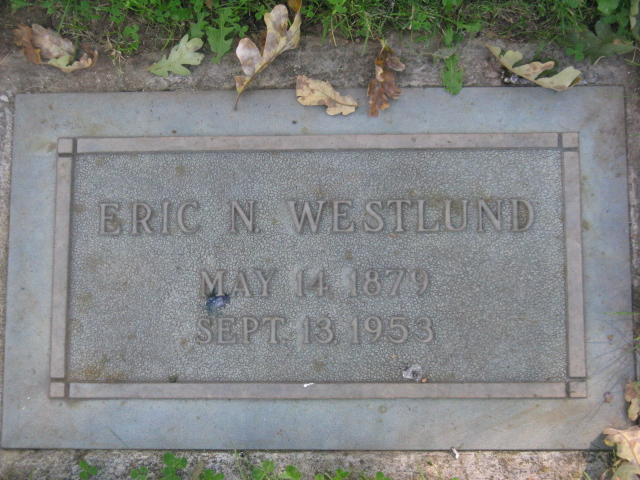 ERIC N. WESTLUND
MAY 14, 1879
SEPT. 13, 1953